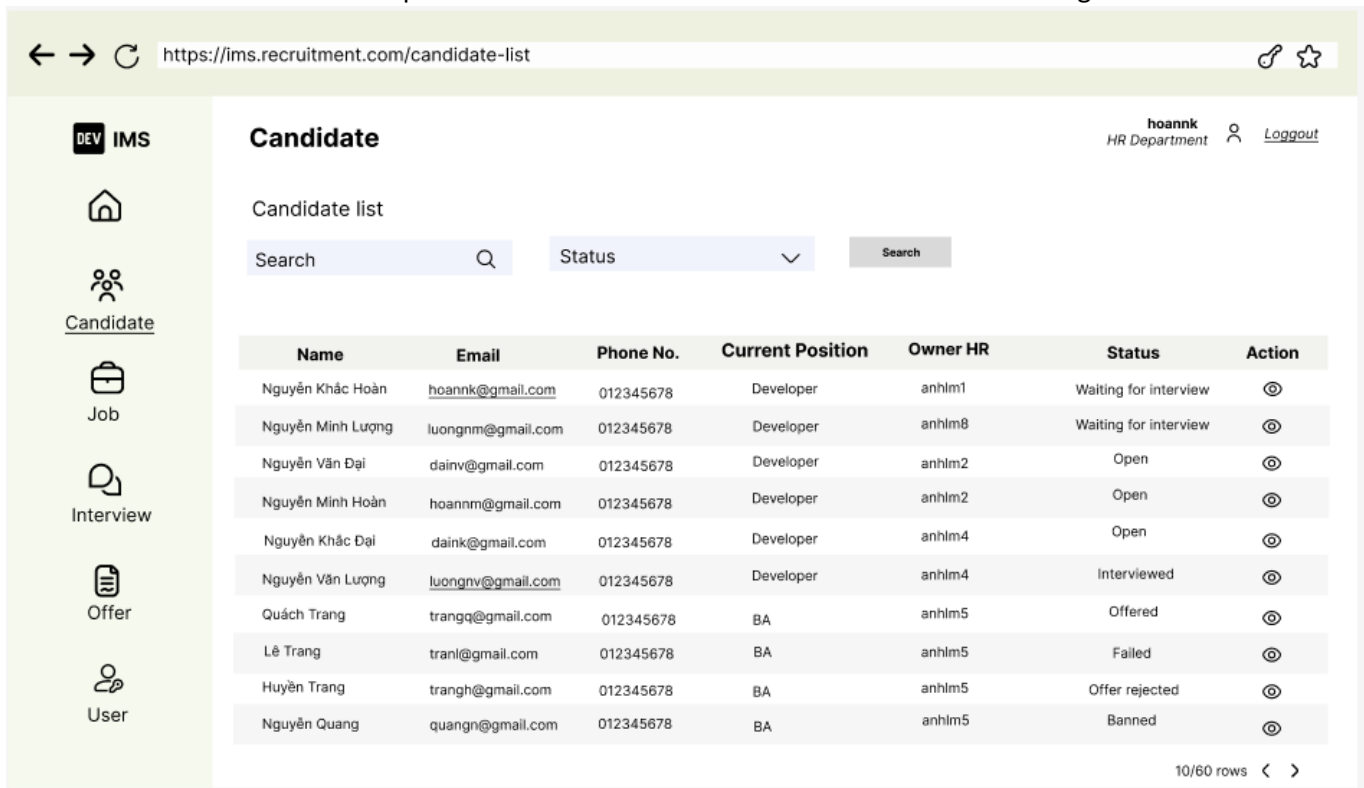 https://ims.recruitment.com/candidate-list
DEV IMS
Candidate
hoannk
HR Department
Loggout
Candidate list
Search
Status
Search
Candidate
Job
Interview
Offer
User
Name Email Phone No. Current Position Owner HR Status Action
Nguyễn Khắc Hoàn hoannk@gmail.com 012345678 Developer anhlm1 Waiting for interview
Nguyễn Minh Lượng luongnm@gmail.com 012345678 Developer anhlm8 Waiting for interview
Nguyễn Văn Đại dainv@gmail.com 012345678 Developer anhlm2 Open
Nguyễn Minh Hoàn hoannm@gmail.com 012345678 Developer anhlm2 Open
Nguyễn Khắc Đại daink@gmail.com 012345678 Developer anhlm4 Open
Nguyễn Văn Lượng luongnv@gmail.com 012345678 Developer anhlm4 Interviewed
Quách Trang trangq@gmail.com 012345678 BA anhlm5 Offered
Lê Trang tranl@gmail.com 012345678 BA anhlm5 Failed
Huyền Trang trangh@gmail.com 012345678 BA anhlm5 Offer rejected
Nguyễn Quang quangn@gmail.com 012345678 BA anhlm5 Banned
10/60 rows